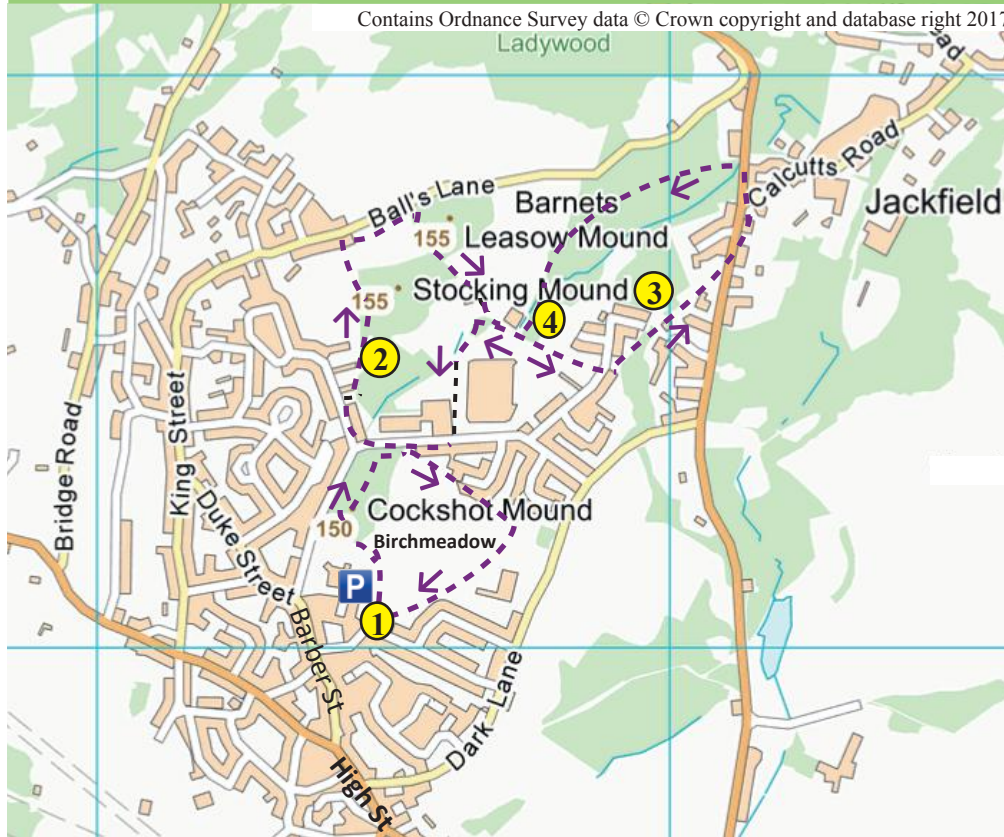 Contains Ordnance Survey data © Crown copyright and database right 2017
Ladywood
Calcutts Road
Jackfield
Ball's Lane
Barnets
Leasow Mound
155
Stocking Mound
3
155
4
2
King Street
Bridge Road
Duke Street
Cockshot Mound
150
Birchmeadow
P
1
Barber St
Dark Lane
High St